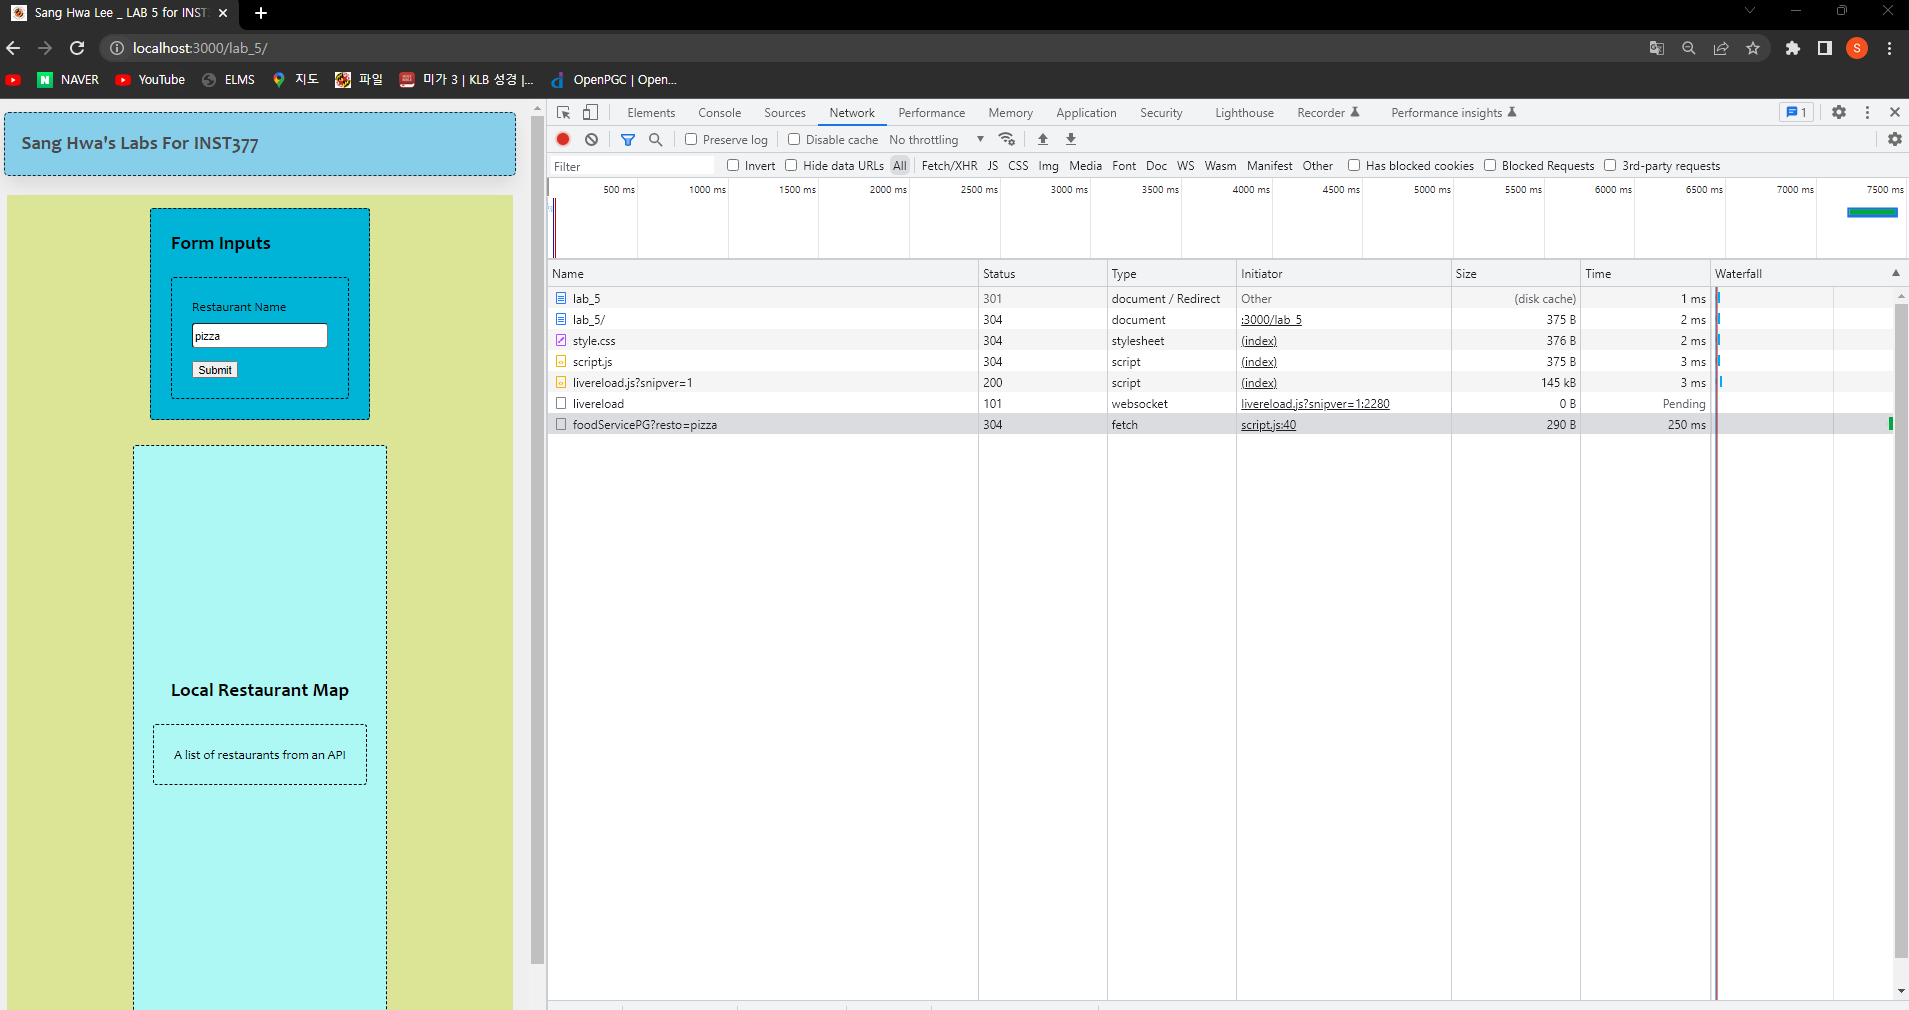 Sang Hwa Lee _ LAB 5 for INST
localhost:3000/lab_5/
S
NAVER YouTube ELMS 지도 파일 미가 3 | KLB 성경 |... OpenPGC | Open...
Sang Hwa's Labs For INST377
Form Inputs
Restaurant Name
pizza
Submit
Local Restaurant Map
A list of restaurants from an API
Elements Console Sources Network Performance Memory Application Security Lighthouse Recorder Performance insights 1
Preserve log Disable cache No throttling
Filter Invert Hide data URLs All Fetch/XHR JS CSS Img Media Font Doc WS Wasm Manifest Other Has blocked cookies Blocked Requests 3rd-party requests
500 ms 1000 ms 1500 ms 2000 ms 2500 ms 3000 ms 3500 ms 4000 ms 4500 ms 5000 ms 5500 ms 6000 ms 6500 ms 7000 ms 7500 ms
Name Status Type Initiator Size Time Waterfall
lab_5 301 document / Redirect Other (disk cache) 1 ms
lab_5/ 304 document :3000/lab_5 375 B 2 ms
style.css 304 stylesheet (index) 376 B 2 ms
script.js 304 script (index) 375 B 3 ms
livereload.js?snipver=1 200 script (index) 145 kB 3 ms
livereload 101 websocket livereload.js?snipver=1:2280 0 B Pending
foodServicePG?resto=pizza 304 fetch script.js:40 290 B 250 ms